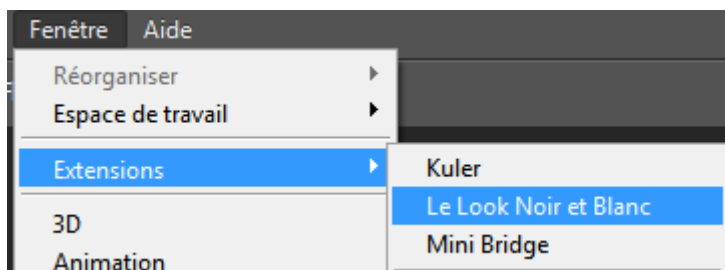 Fenêtre Aide
Réorganiser
Espace de travail
Extensions
Kuler
Le Look Noir et Blanc
Mini Bridge
3D
Animation